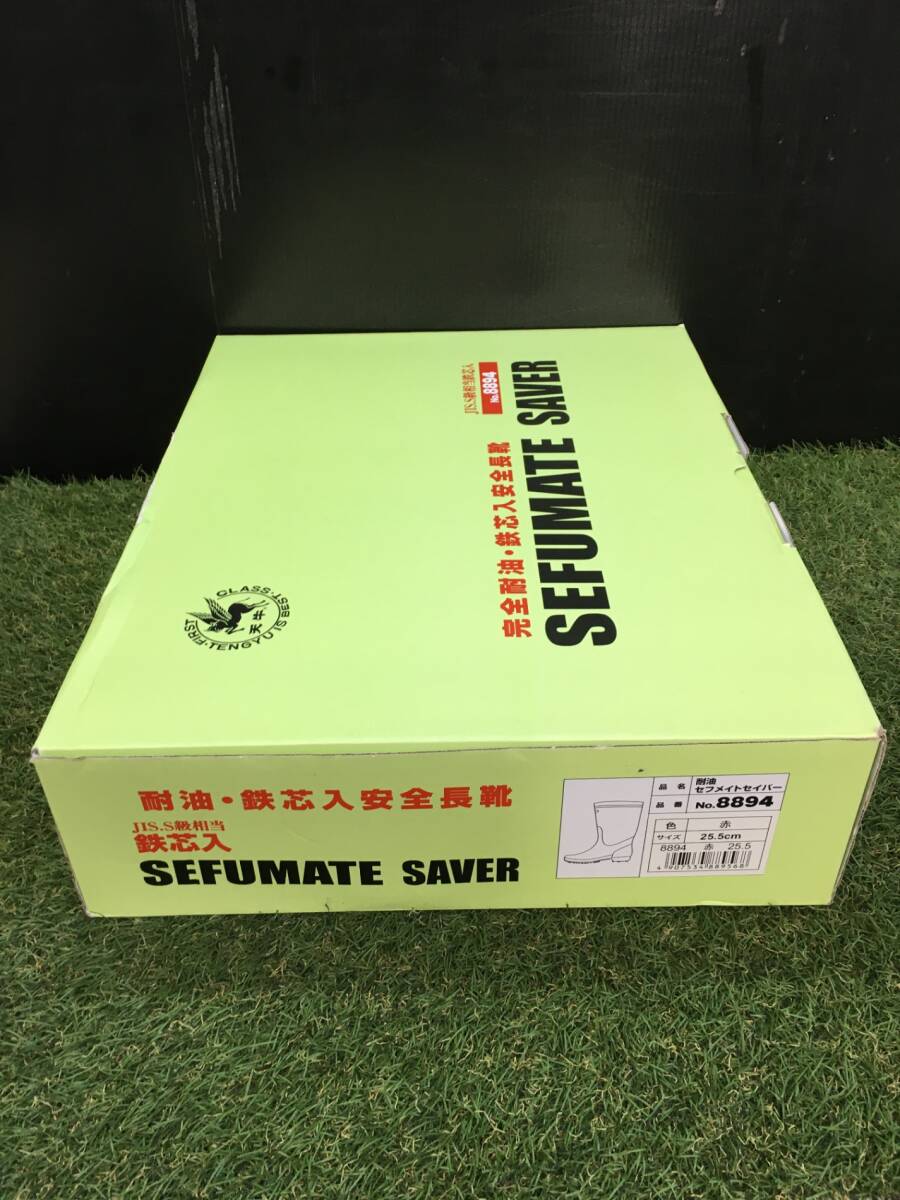 JIS.S級相当鉄芯入
No.8894
完全耐油・鉄芯入安全長靴
SEFUMATE SAVER
FIRST・CLASS・TENGYU IS BEST・
天牛
耐油・鉄芯入安全長靴
JIS.S級相当
鉄芯入
SEFUMATE SAVER
品名 耐油 セフメイトセイバー
品番 No.8894
色 赤
サイズ 25.5cm
8894 赤 25.5
4907534889568